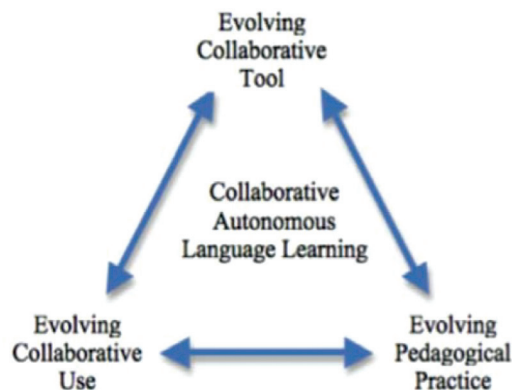 Evolving
Collaborative
Tool
Collaborative
Autonomous
Language Learning
Evolving
Collaborative
Use
Evolving
Pedagogical
Practice